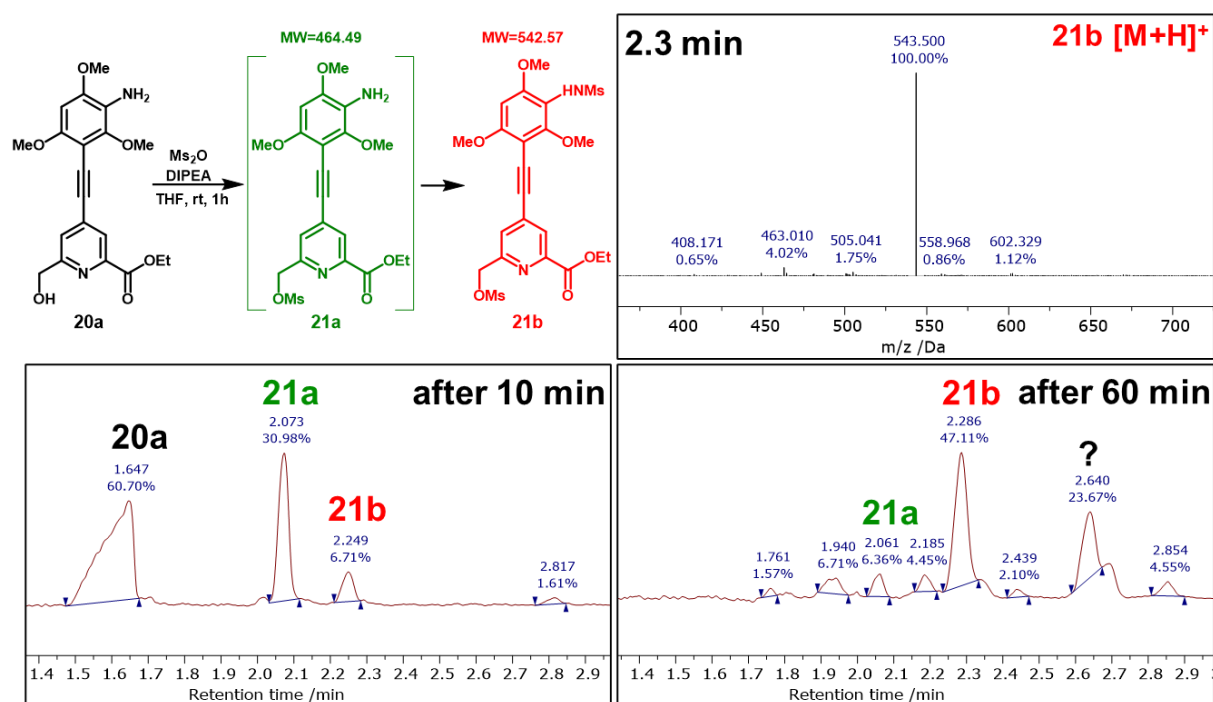 MW=464.49
MW=542.57
OMe
NH2
MeO
OMe
Ms2O
DIPEA
THF, rt, 1h
N
OEt
OH
O
20a
OMe
NH2
MeO
OMe
N
OEt
OMs
O
21a
OMe
HNMs
MeO
OMe
N
OEt
OMs
O
21b
2.3 min
21b [M+H]+
543.500
100.00%
408.171
0.65%
463.010
4.02%
505.041
1.75%
558.968
0.86%
602.329
1.12%
400 450 500 550 600 650 700
m/z /Da
after 10 min
20a
1.647
60.70%
21a
2.073
30.98%
21b
2.249
6.71%
2.817
1.61%
1.4 1.5 1.6 1.7 1.8 1.9 2.0 2.1 2.2 2.3 2.4 2.5 2.6 2.7 2.8 2.9
Retention time /min
after 60 min
1.761
1.57%
1.940
6.71%
21a
2.061
6.36%
2.185
4.45%
21b
2.286
47.11%
2.439
2.10%
?
2.640
23.67%
2.854
4.55%
1.4 1.5 1.6 1.7 1.8 1.9 2.0 2.1 2.2 2.3 2.4 2.5 2.6 2.7 2.8 2.9
Retention time /min